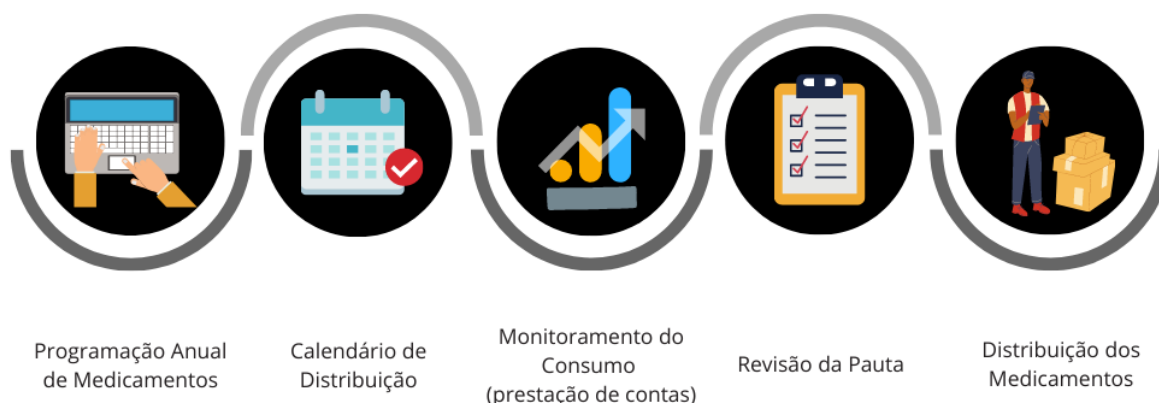 Programação Anual
de Medicamentos
Calendário de
Distribuição
Monitoramento do
Consumo
(prestação de contas)
Revisão da Pauta
Distribuição dos
Medicamentos